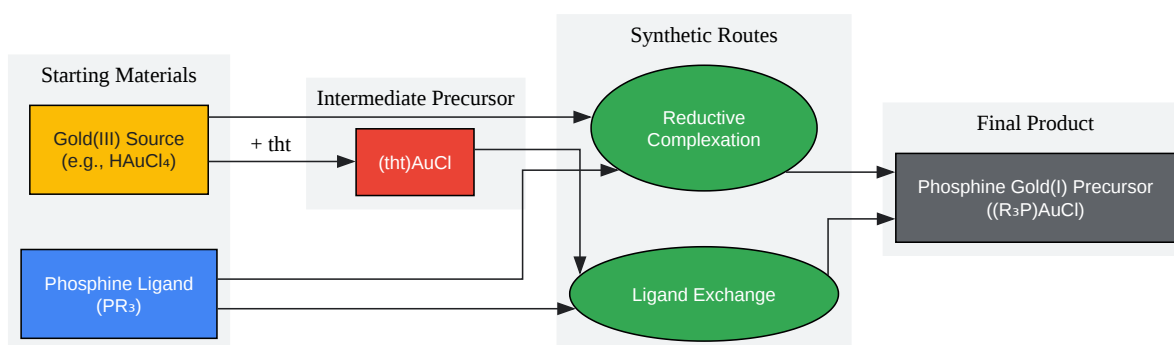 Starting Materials
Gold(III) Source
(e.g., HAuCl₄)
Phosphine Ligand
(PR₃)
+ tht
Intermediate Precursor
(tht)AuCl
Synthetic Routes
Reductive
Complexation
Ligand Exchange
Final Product
Phosphine Gold(I) Precursor
((R₃P)AuCl)